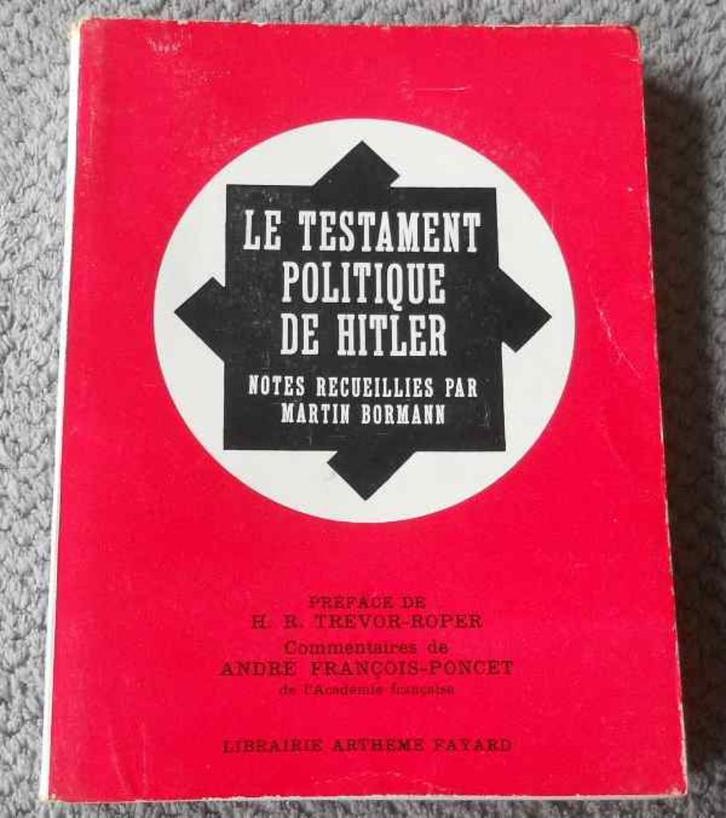 LE TESTAMENT
POLITIQUE
DE HITLER
NOTES RECUEILLIES PAR
MARTIN BORMANN
PRÉFACE DE
H. R. TREVOR-ROPER
Commentaires de
ANDRÉ FRANÇOIS-PONCET
de l'Académie française
LIBRAIRIE ARTHÈME FAYARD